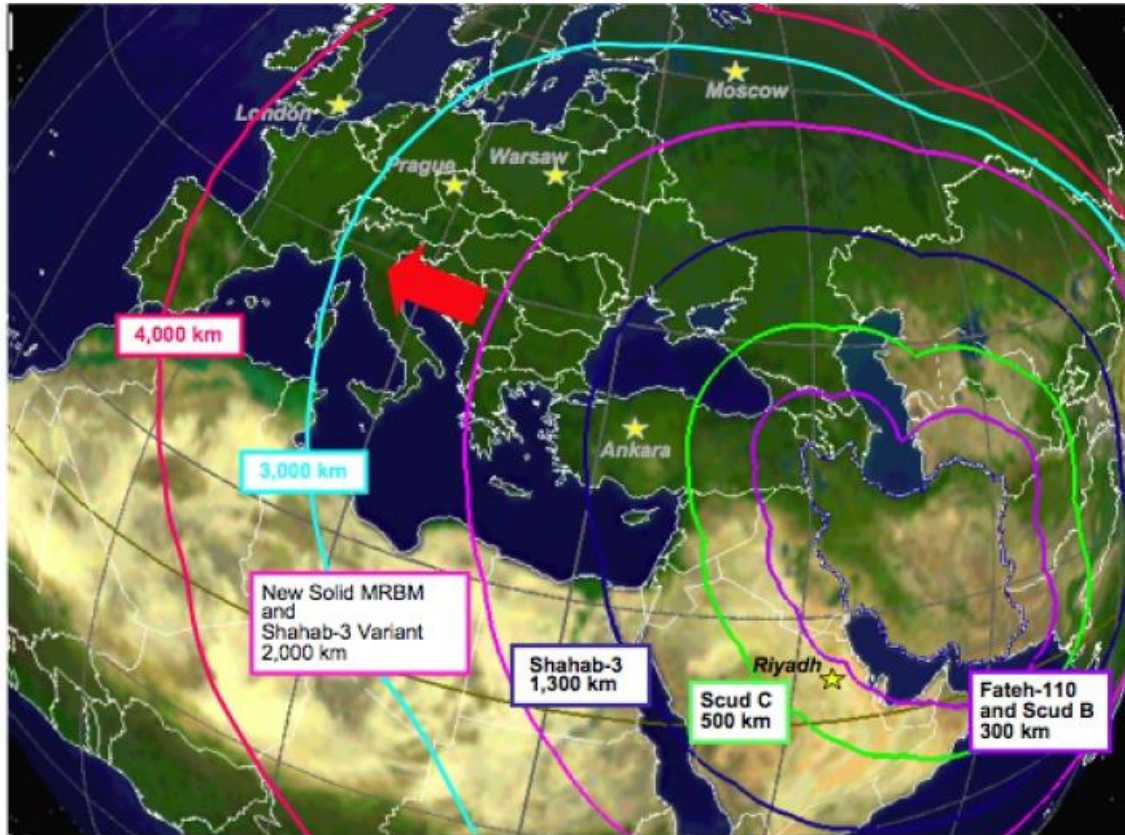 London
Moscow
Prague
Warsaw
4,000 km
Ankara
3,000 km
New Solid MRBM
and
Shahab-3 Variant
2,000 km
Shahab-3
1,300 km
Riyadh
Scud C
500 km
Fateh-110
and Scud B
300 km